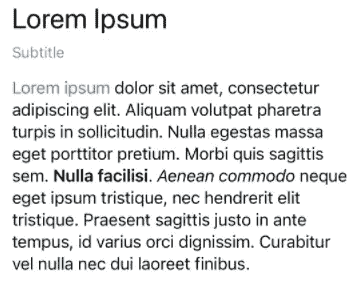 Lorem Ipsum
Subtitle
Lorem ipsum dolor sit amet, consectetur
adipiscing elit. Aliquam volutpat pharetra
turpis in sollicitudin. Nulla egestas massa
eget porttitor pretium. Morbi quis sagittis
sem. Nulla facilisi. Aenean commodo neque
eget ipsum tristique, nec hendrerit elit
tristique. Praesent sagittis justo in ante
tempus, id varius orci dignissim. Curabitur
vel nulla nec dui laoreet finibus.